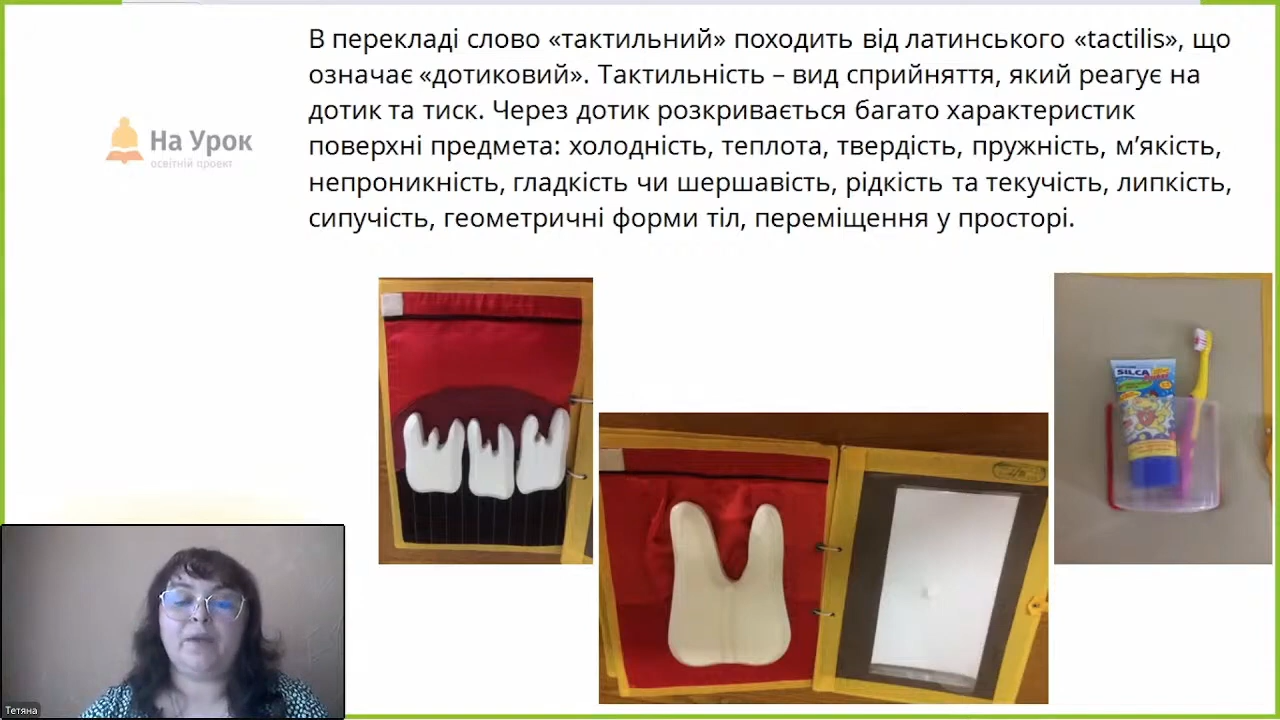 В перекладі слово «тактильний» походить від латинського «tactilis», що
означає «дотиковий». Тактильність – вид сприйняття, який реагує на
дотик та тиск. Через дотик розкривається багато характеристик
поверхні предмета: холодність, теплота, твердість, пружність, м’якість,
непроникність, гладкість чи шершавість, рідкість та текучість, липкість,
сипучість, геометричні форми тіл, переміщення у просторі.
На Урок
освітній проект
SILCA
Тетяна